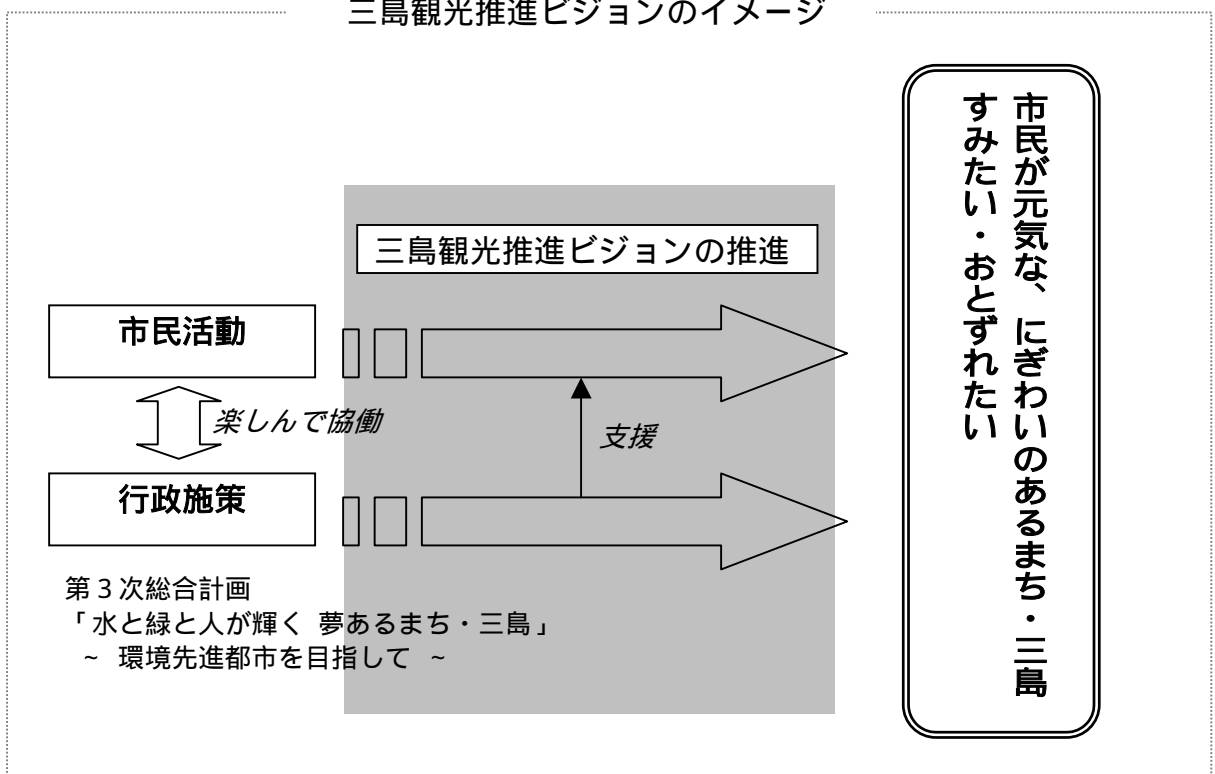 三島観光推進ビジョンのイメージ
三島観光推進ビジョンの推進
市民活動
楽しんで協働
支援
行政施策
第３次総合計画
「水と緑と人が輝く 夢あるまち・三島」
~ 環境先進都市を目指して ~
市民が元気な、にぎわいのあるまち・三島
すみたい・おとずれたい